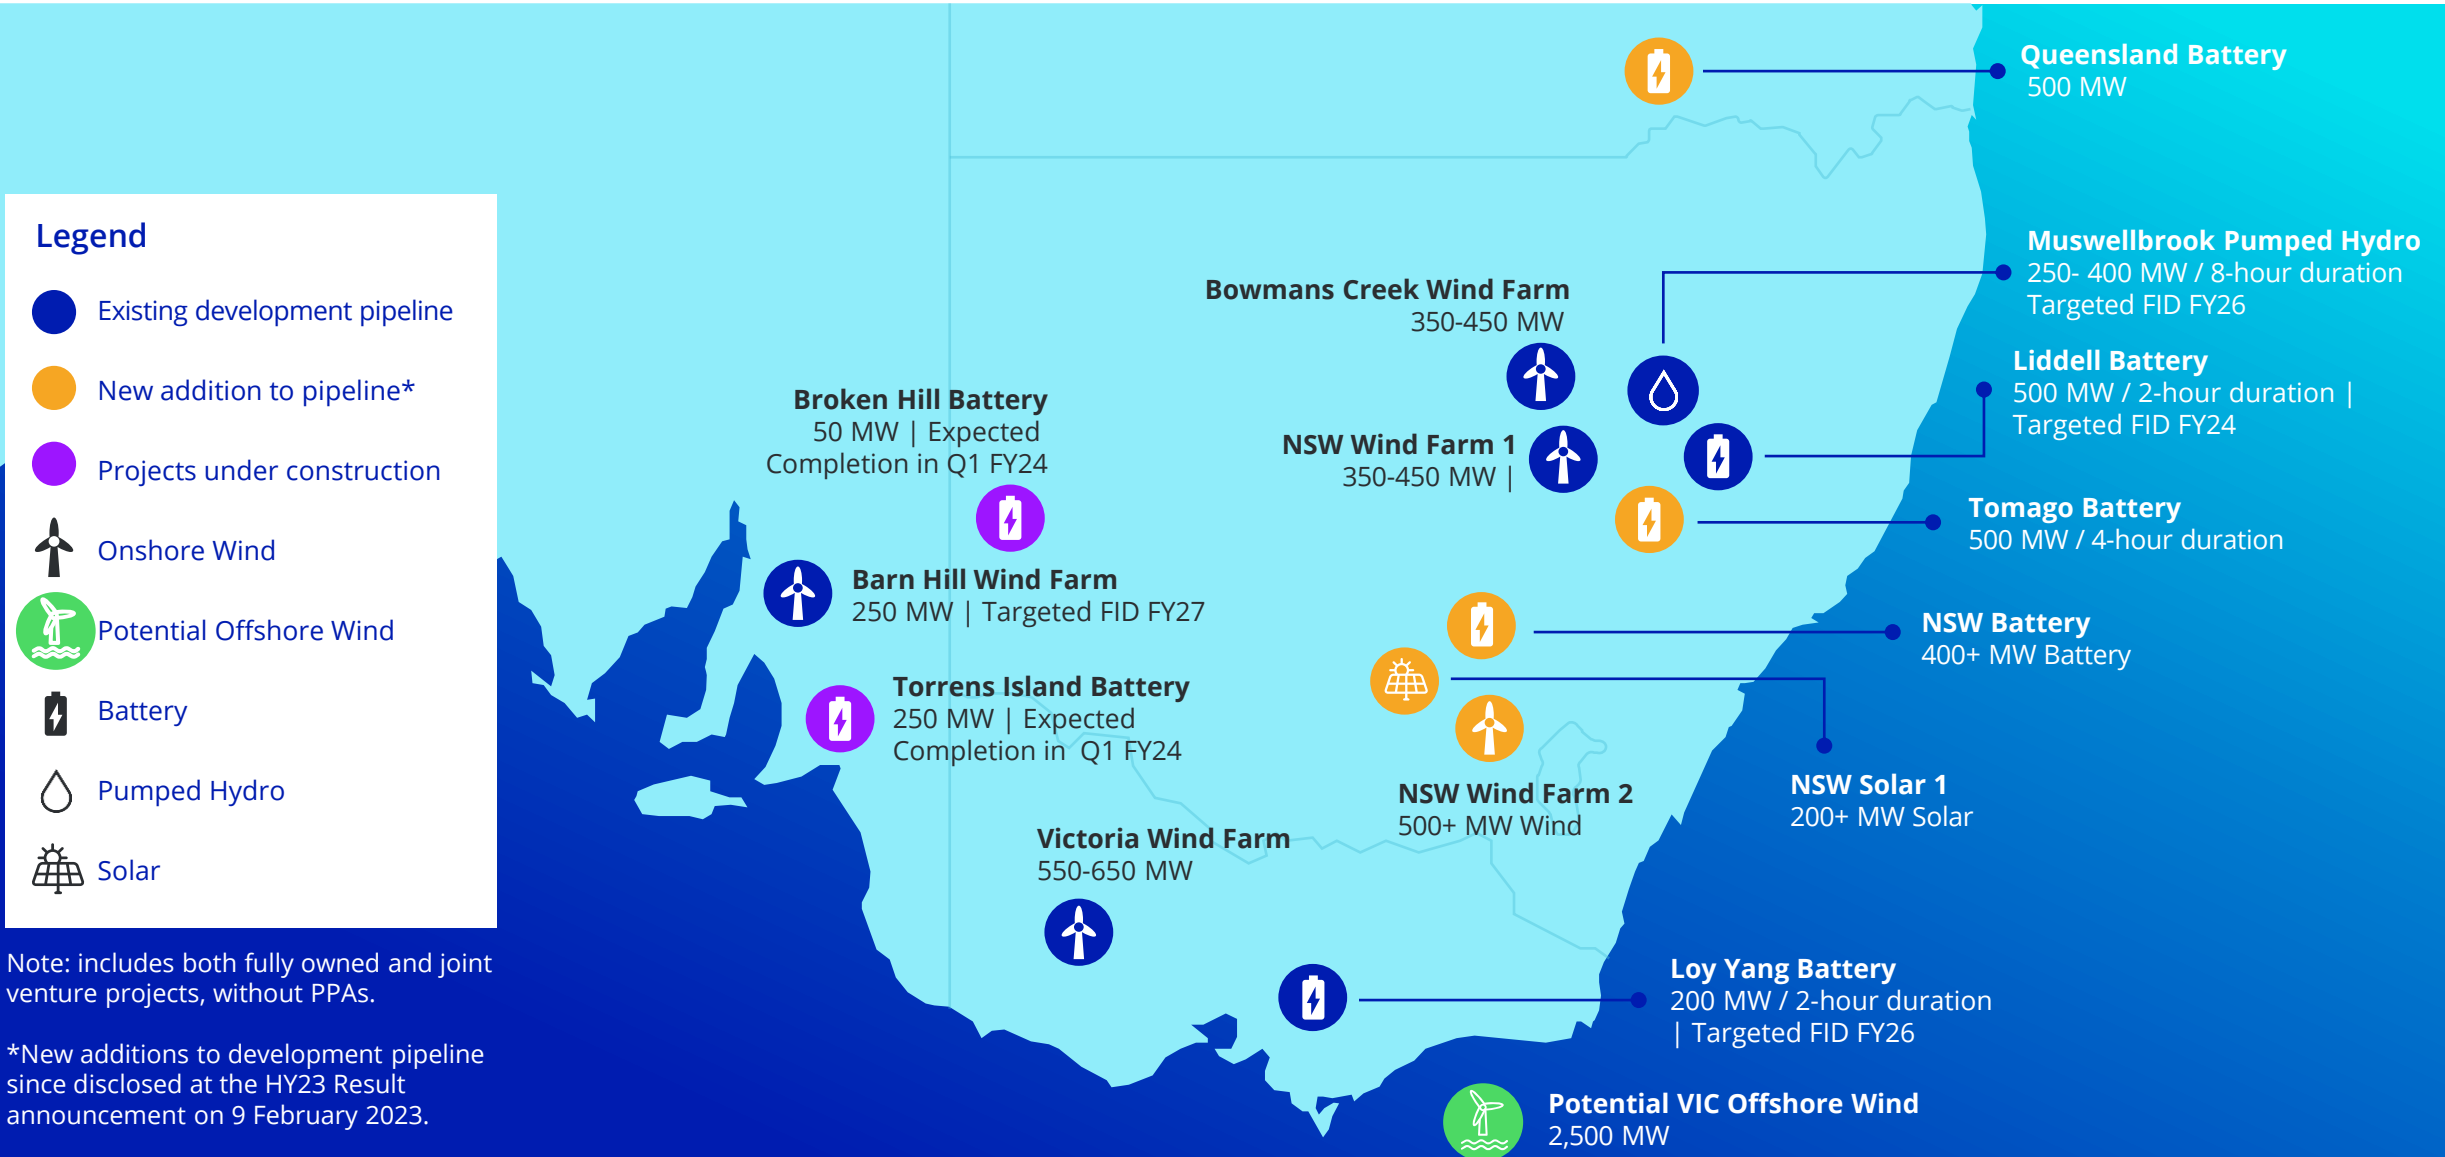 Queensland Battery
500 MW
Legend
Existing development pipeline
New addition to pipeline*
Projects under construction
Onshore Wind
Potential Offshore Wind
Battery
Pumped Hydro
Solar
Note: includes both fully owned and joint
venture projects, without PPAs.
*New additions to development pipeline
since disclosed at the HY23 Result
announcement on 9 February 2023.
Muswellbrook Pumped Hydro
250- 400 MW / 8-hour duration
Targeted FID FY26
Bowmans Creek Wind Farm
350-450 MW
Liddell Battery
500 MW / 2-hour duration |
Targeted FID FY24
Broken Hill Battery
50 MW | Expected
Completion in Q1 FY24
NSW Wind Farm 1
350-450 MW |
Tomago Battery
500 MW / 4-hour duration
Barn Hill Wind Farm
250 MW | Targeted FID FY27
NSW Battery
400+ MW Battery
Torrens Island Battery
250 MW | Expected
Completion in Q1 FY24
NSW Solar 1
200+ MW Solar
NSW Wind Farm 2
500+ MW Wind
Victoria Wind Farm
550-650 MW
Loy Yang Battery
200 MW / 2-hour duration
| Targeted FID FY26
Potential VIC Offshore Wind
2,500 MW